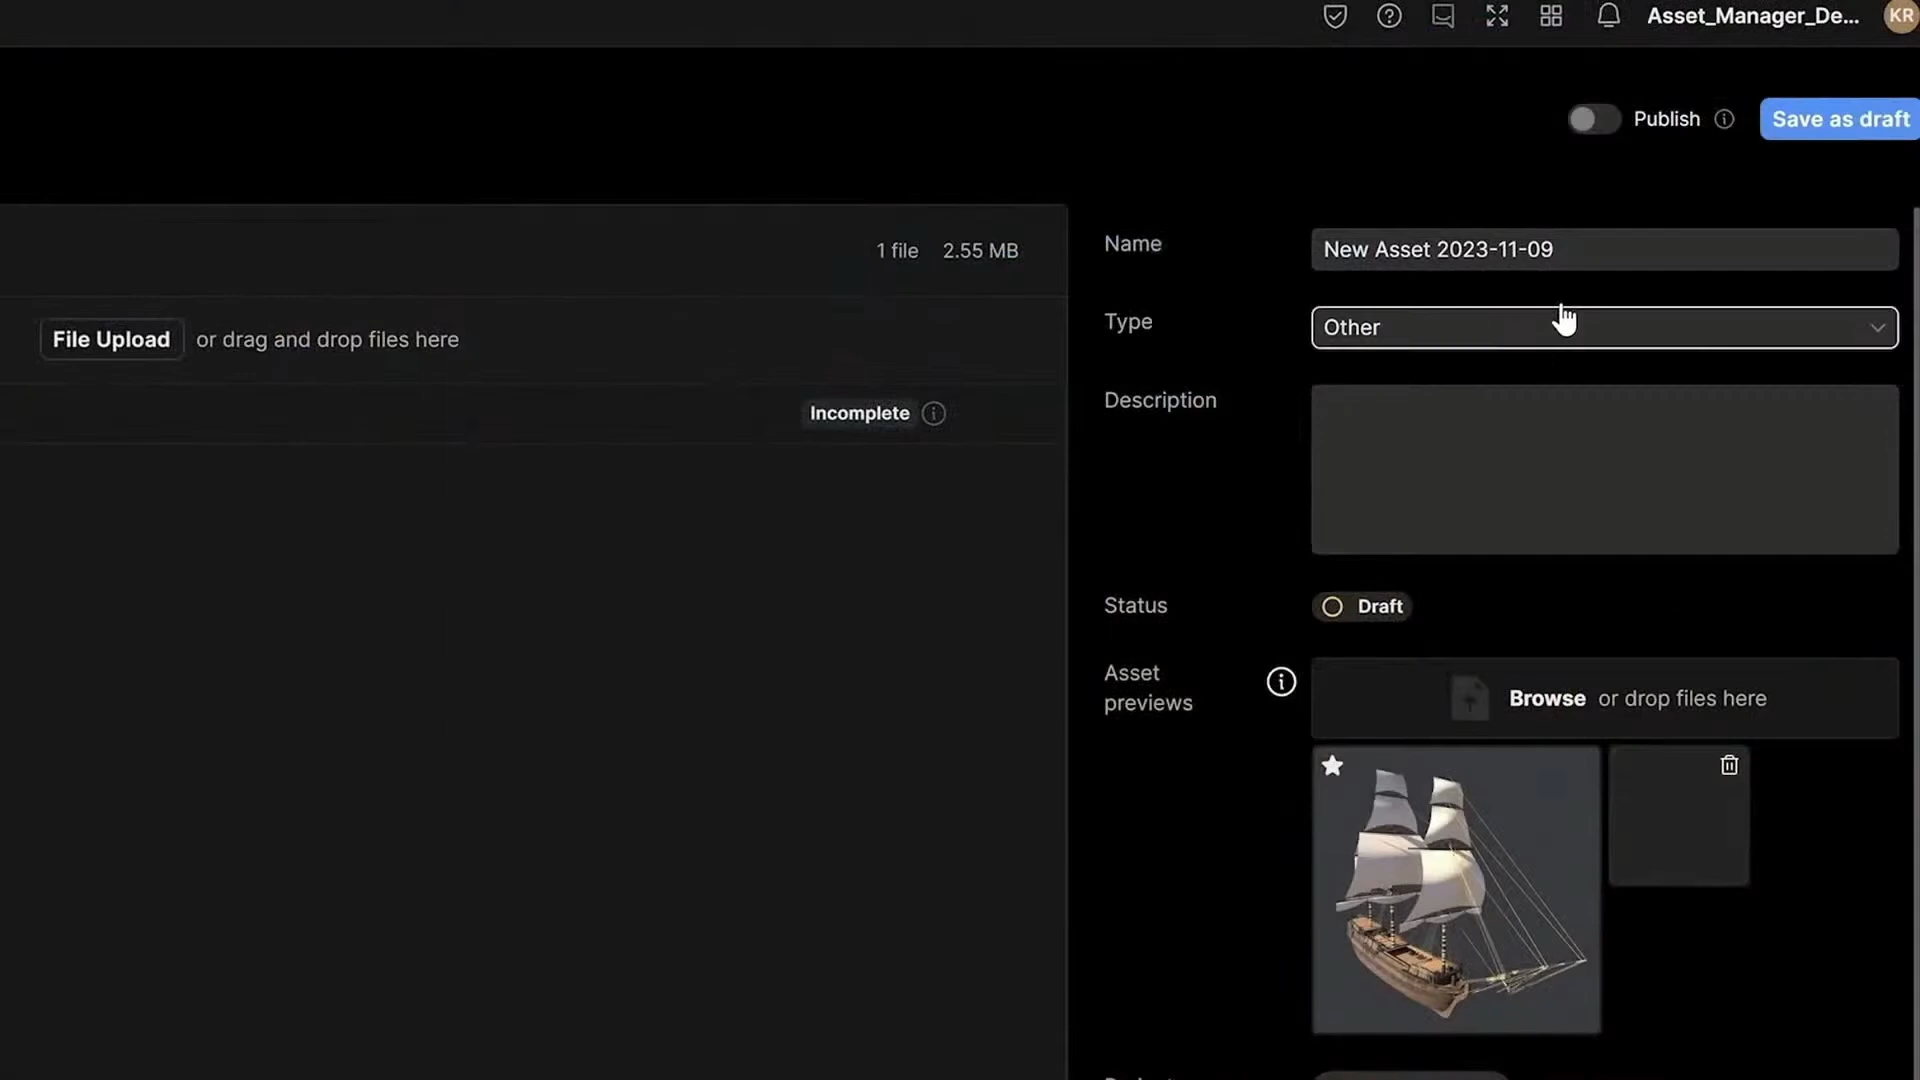 Asset_Manager_De...
KR
Publish
Save as draft
1 file 2.55 MB
File Upload or drag and drop files here
Incomplete
Name
New Asset 2023-11-09
Type
Other
Description
Status
Draft
Asset previews
Browse or drop files here